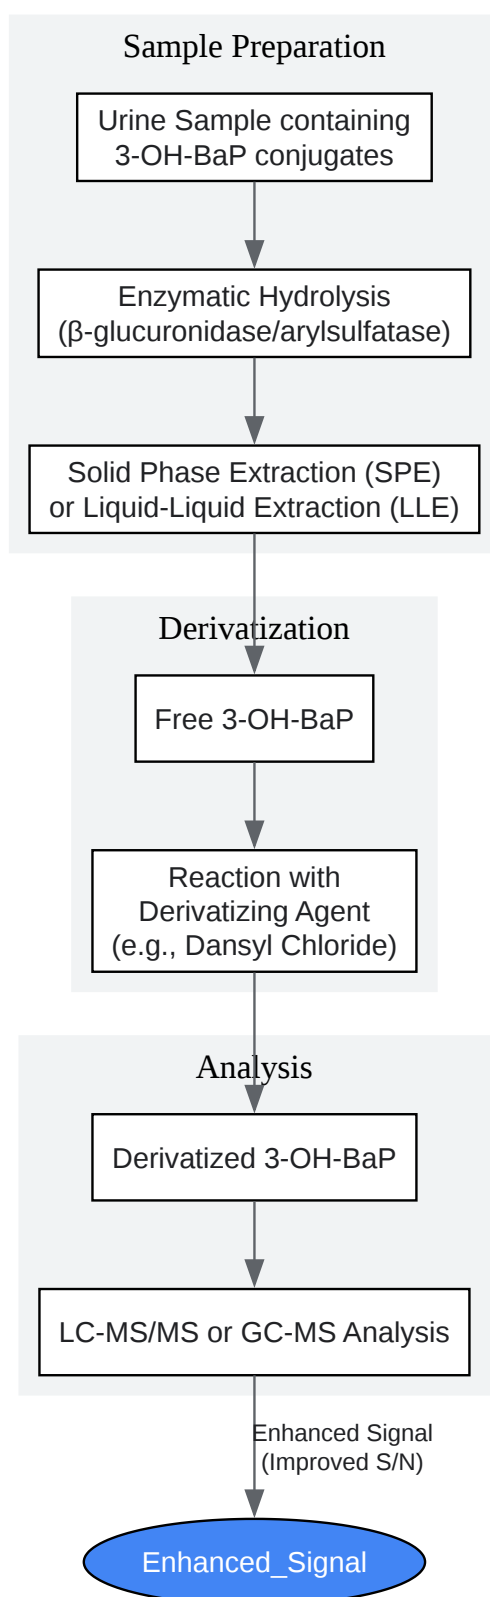 Sample Preparation
Urine Sample containing
3-OH-BaP conjugates
Enzymatic Hydrolysis
(β-glucuronidase/arylsulfatase)
Solid Phase Extraction (SPE)
or Liquid-Liquid Extraction (LLE)
Derivatization
Free 3-OH-BaP
Reaction with
Derivatizing Agent
(e.g., Dansyl Chloride)
Analysis
Derivatized 3-OH-BaP
LC-MS/MS or GC-MS Analysis
Enhanced Signal
(Improved S/N)
Enhanced_Signal